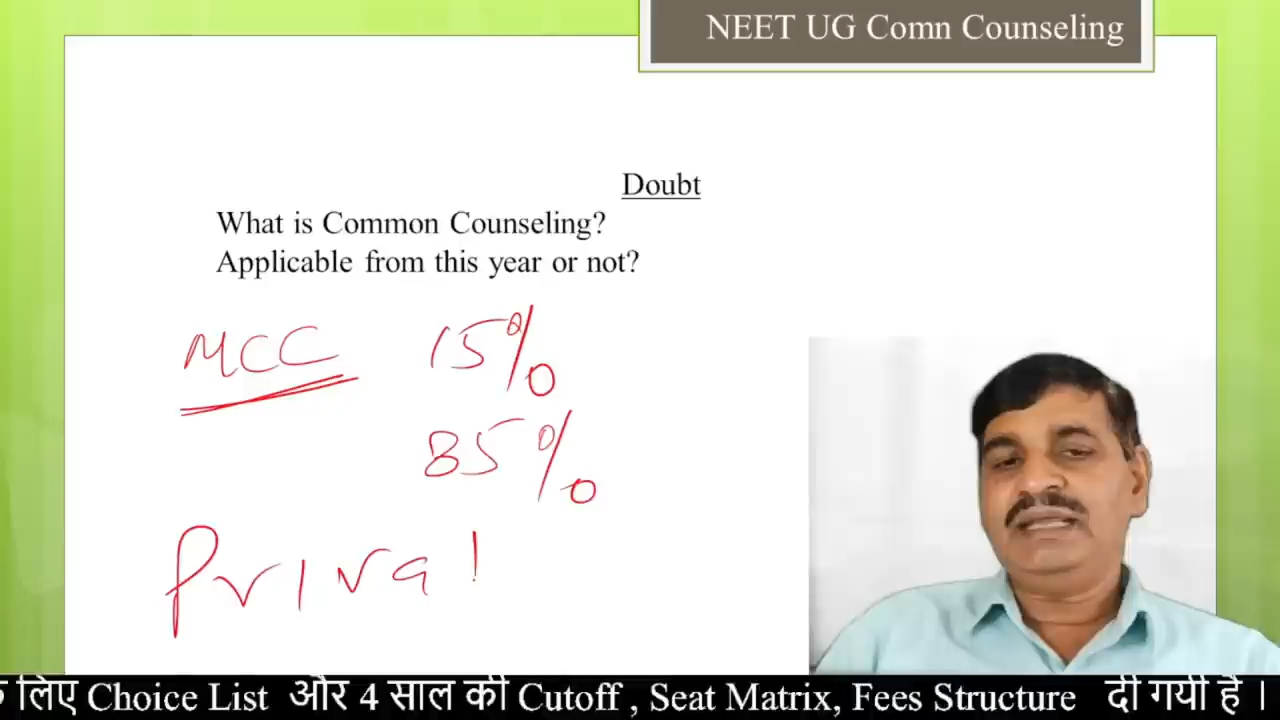 NEET UG Comn Counseling
Doubt
What is Common Counseling?
Applicable from this year or not?
MCC 15%
85%
Priva
लिए Choice List और 4 साल की Cutoff , Seat Matrix, Fees Structure दी गयी है ।